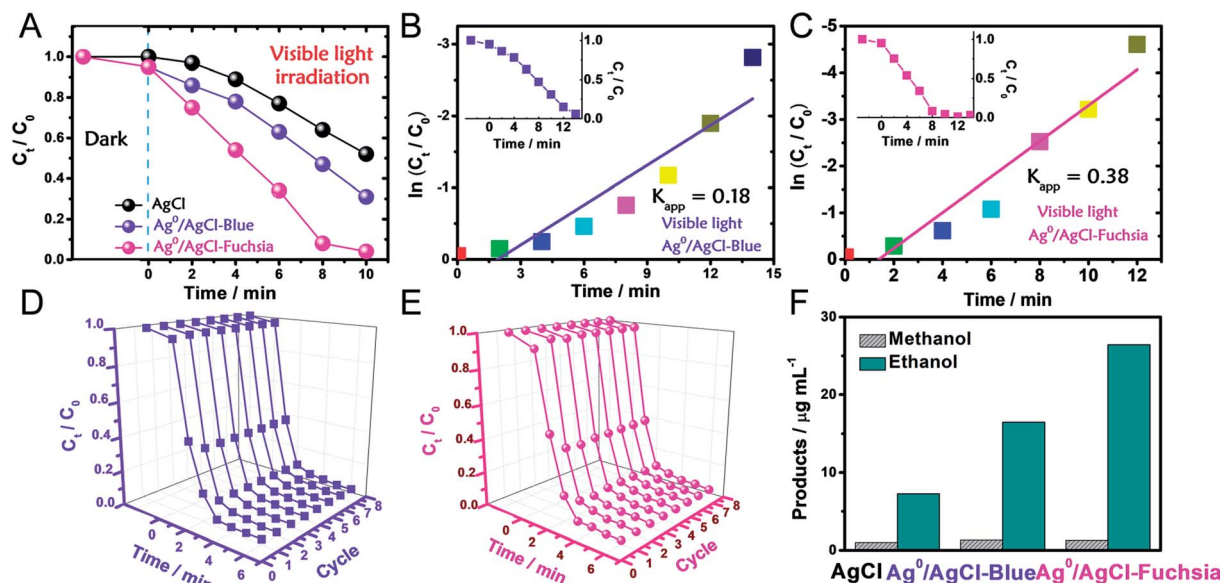 A
Visible light
irradiation
Dark
AgCl
Ag⁰/AgCl-Blue
Ag⁰/AgCl-Fuchsia
1.0
0.8
0.6
0.4
0.2
0.0
0 2 4 6 8 10
Time / min
Cₜ / C₀
B
-3
-2
-1
0
ln (Cₜ / C₀)
1.0
0.5
0.0
Cₜ / C₀
0 4 8 12
Time / min
Kₐₚₚ = 0.18
Visible light
Ag⁰/AgCl-Blue
0 3 6 9 12 15
Time / min
C
-5
-4
-3
-2
-1
0
ln (Cₜ / C₀)
1.0
0.5
0.0
Cₜ / C₀
0 4 8 12
Time / min
Kₐₚₚ = 0.38
Visible light
Ag⁰/AgCl-Fuchsia
0 2 4 6 8 10 12
Time / min
D
1.0
0.8
0.6
0.4
0.2
0.0
Cₜ / C₀
0 2 4 6
Time / min
0 1 2 3 4 5 6 7 8
Cycle
E
1.0
0.8
0.6
0.4
0.2
0.0
Cₜ / C₀
0 2 4 6
Time / min
0 1 2 3 4 5 6 7 8
Cycle
F
30
20
10
0
Products / μg mL⁻¹
Methanol
Ethanol
AgCl Ag⁰/AgCl-Blue Ag⁰/AgCl-Fuchsia